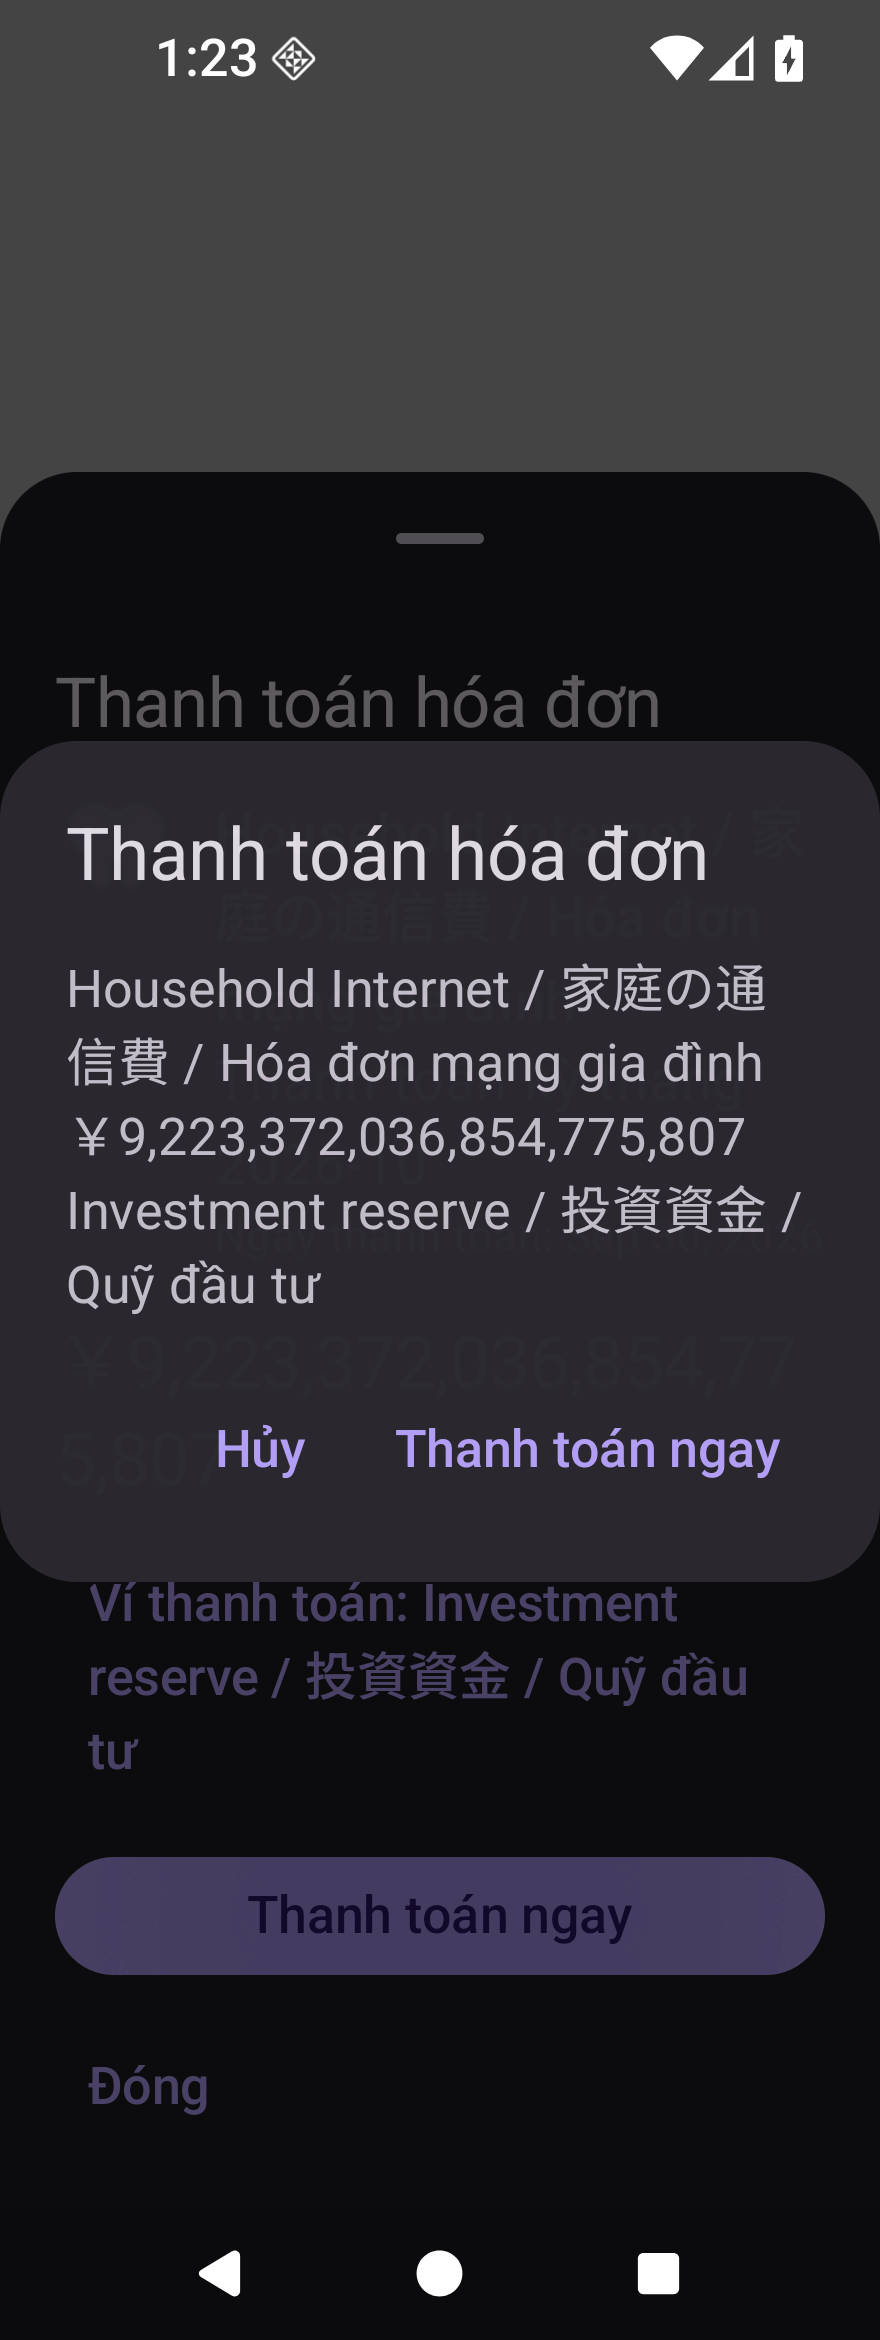 1:23
Thanh toán hóa đơn
Thanh toán hóa đơn
Household Internet / 家庭の通
信費 / Hóa đơn mạng gia đình
￥9,223,372,036,854,775,807
Investment reserve / 投資資金 /
Quỹ đầu tư
Hủy
Thanh toán ngay
Ví thanh toán: Investment
reserve / 投資資金 / Quỹ đầu
tư
Thanh toán ngay
Đóng